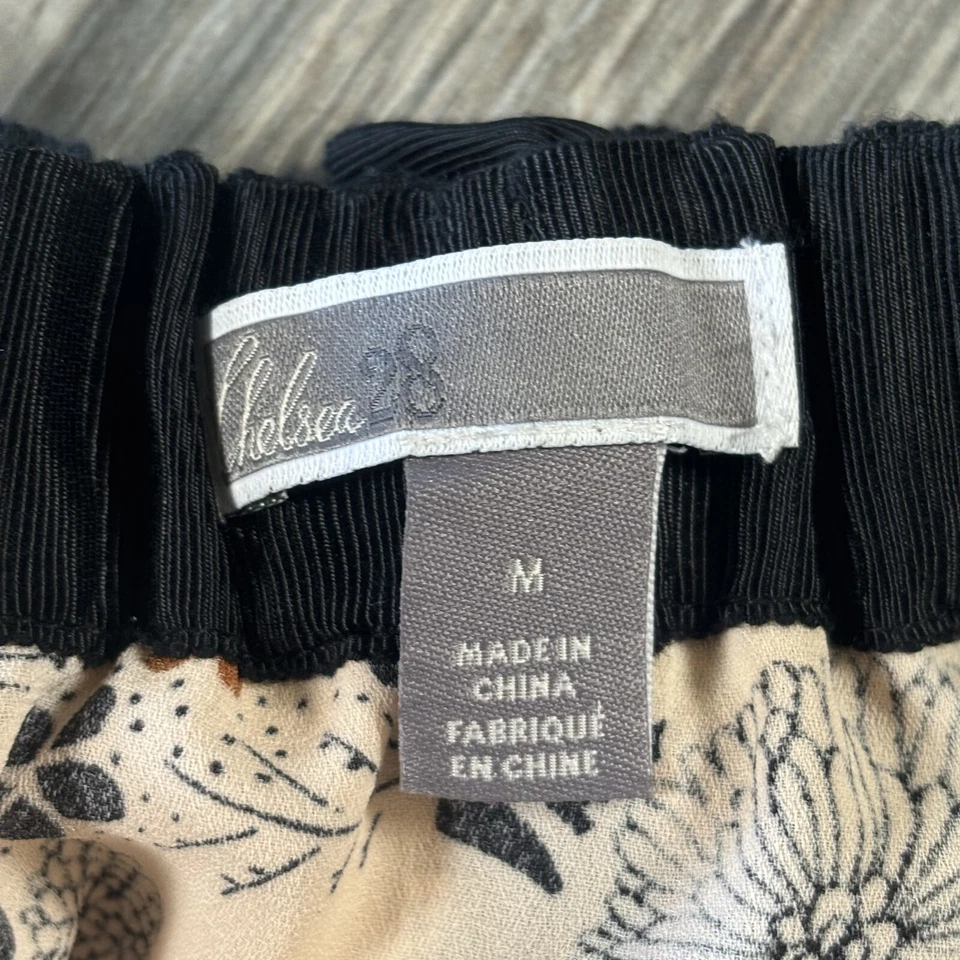 Chelsea28
M
MADE IN
CHINA
FABRIQUÉ
EN CHINE